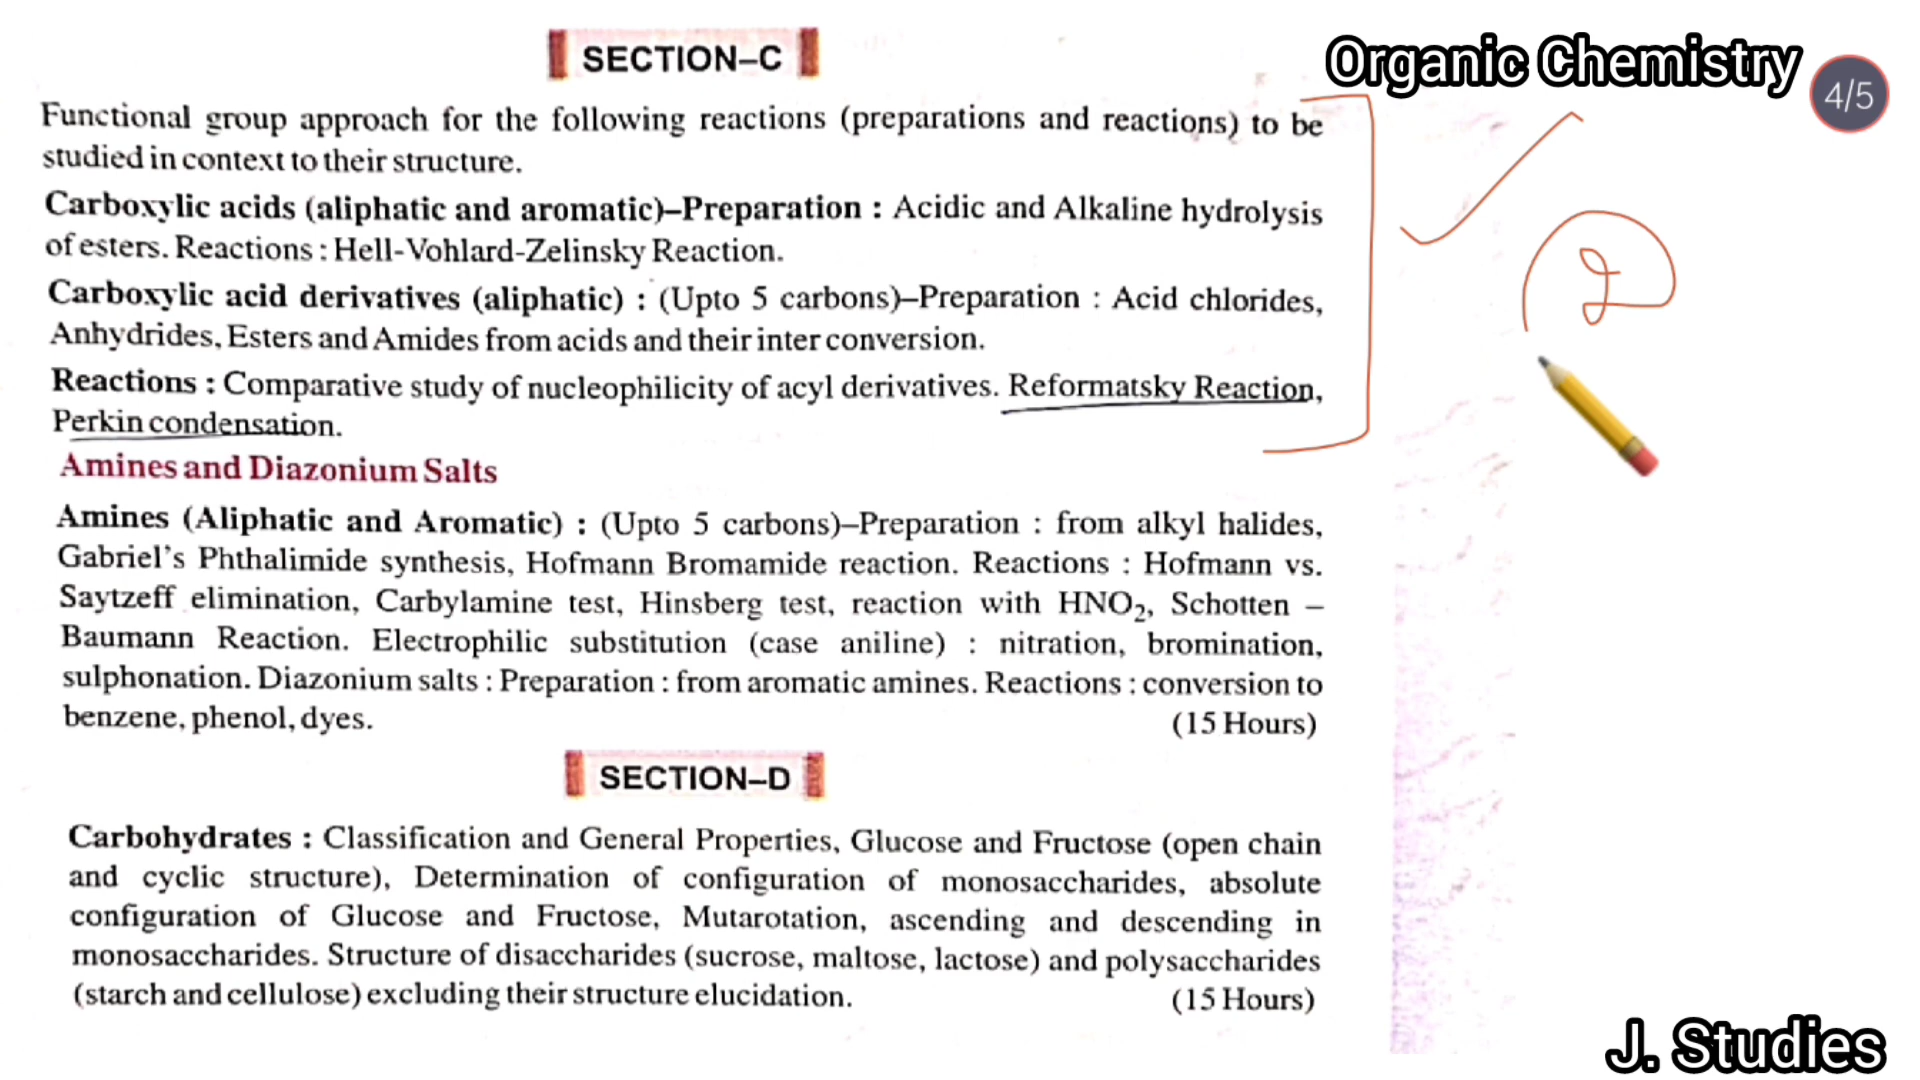 SECTION–C
Organic Chemistry
4/5
Functional group approach for the following reactions (preparations and reactions) to be
studied in context to their structure.
Carboxylic acids (aliphatic and aromatic)–Preparation : Acidic and Alkaline hydrolysis
of esters. Reactions : Hell-Vohlard-Zelinsky Reaction.
2
Carboxylic acid derivatives (aliphatic) : (Upto 5 carbons)–Preparation : Acid chlorides,
Anhydrides, Esters and Amides from acids and their inter conversion.
Reactions : Comparative study of nucleophilicity of acyl derivatives. Reformatsky Reaction,
Perkin condensation.
Amines and Diazonium Salts
Amines (Aliphatic and Aromatic) : (Upto 5 carbons)–Preparation : from alkyl halides,
Gabriel's Phthalimide synthesis, Hofmann Bromamide reaction. Reactions : Hofmann vs.
Saytzeff elimination, Carbylamine test, Hinsberg test, reaction with HNO₂, Schotten –
Baumann Reaction. Electrophilic substitution (case aniline) : nitration, bromination,
sulphonation. Diazonium salts : Preparation : from aromatic amines. Reactions : conversion to
benzene, phenol, dyes. (15 Hours)
SECTION–D
Carbohydrates : Classification and General Properties, Glucose and Fructose (open chain
and cyclic structure), Determination of configuration of monosaccharides, absolute
configuration of Glucose and Fructose, Mutarotation, ascending and descending in
monosaccharides. Structure of disaccharides (sucrose, maltose, lactose) and polysaccharides
(starch and cellulose) excluding their structure elucidation. (15 Hours)
J. Studies